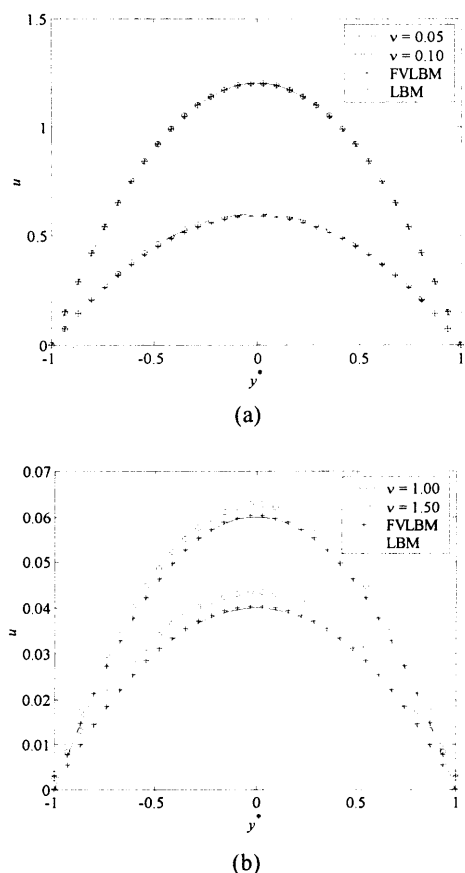 1.5
ν = 0.05
ν = 0.10
FVLBM
LBM
1
u
0.5
0
-1
-0.5
0
0.5
1
y*
(a)
0.07
ν = 1.00
ν = 1.50
FVLBM
LBM
0.06
0.05
0.04
u
0.03
0.02
0.01
0
-1
-0.5
0
0.5
1
y*
(b)